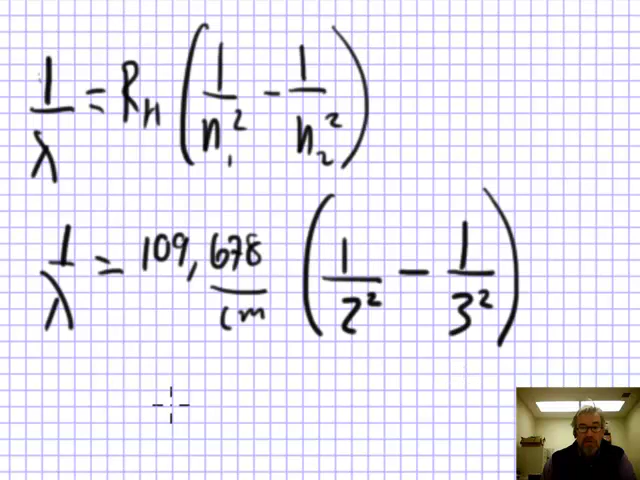 1/λ = R_H (1/n₁² - 1/n₂²)
1/λ = 109,678/cm (1/2² - 1/3²)